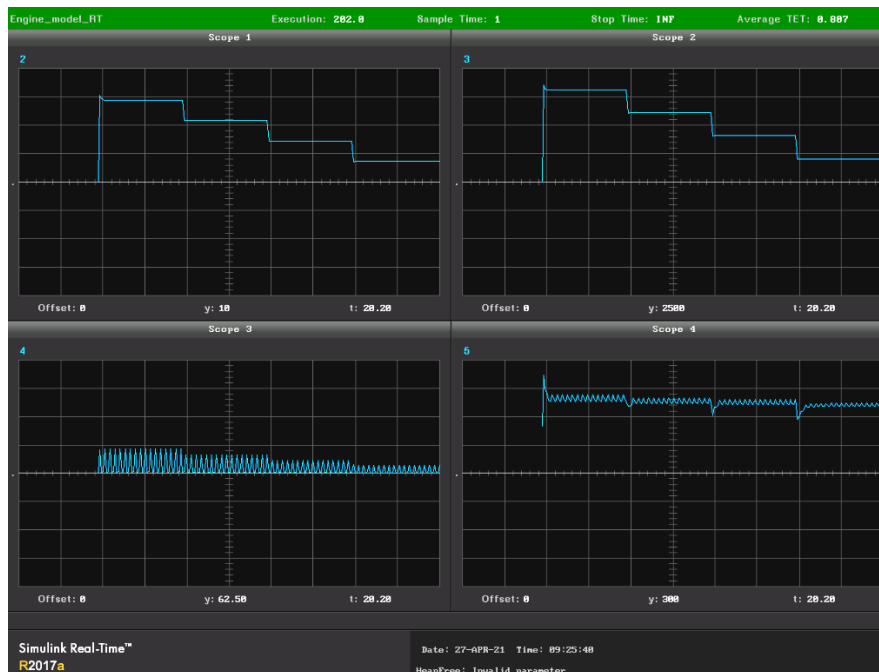 Engine_model_RT Execution: 202.0 Sample Time: 1 Stop Time: INF Average TET: 0.007
Scope 1
2
Offset: 0 y: 10 t: 20.20
Scope 2
3
Offset: 0 y: 2500 t: 20.20
Scope 3
4
Offset: 0 y: 62.50 t: 20.20
Scope 4
5
Offset: 0 y: 300 t: 20.20
Simulink Real-Time™
R2017a
Date: 27-APR-21 Time: 09:25:40
HeapFree: Invalid parameter